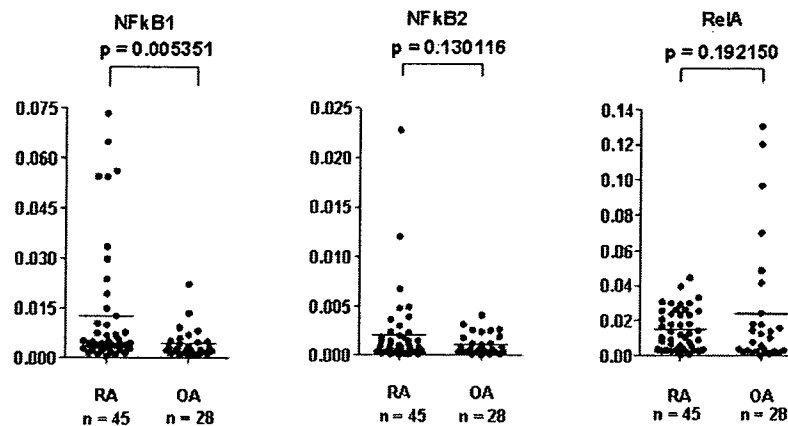 NFkB1
p = 0.005351
0.075
0.060
0.045
0.030
0.015
0.000
RA
n = 45
OA
n = 28
NFkB2
p = 0.130116
0.025
0.020
0.015
0.010
0.005
0.000
RA
n = 45
OA
n = 28
RelA
p = 0.192150
0.14
0.12
0.10
0.08
0.06
0.04
0.02
0.00
RA
n = 45
OA
n = 28